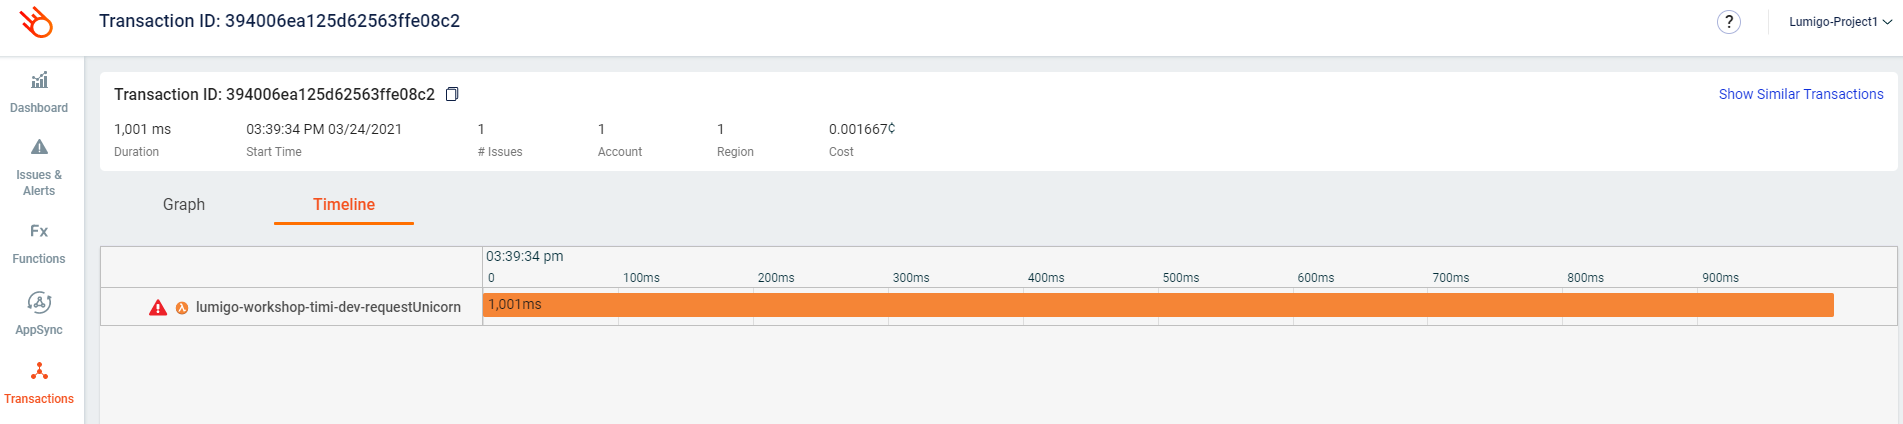 Transaction ID: 394006ea125d62563ffe08c2
?
Lumigo-Project1
Dashboard
Issues &
Alerts
Fx
Functions
AppSync
Transactions
Transaction ID: 394006ea125d62563ffe08c2
Show Similar Transactions
1,001 ms 03:39:34 PM 03/24/2021 1 1 1 0.001667¢
Duration Start Time # Issues Account Region Cost
Graph Timeline
03:39:34 pm
0 100ms 200ms 300ms 400ms 500ms 600ms 700ms 800ms 900ms
lumigo-workshop-timi-dev-requestUnicorn 1,001ms